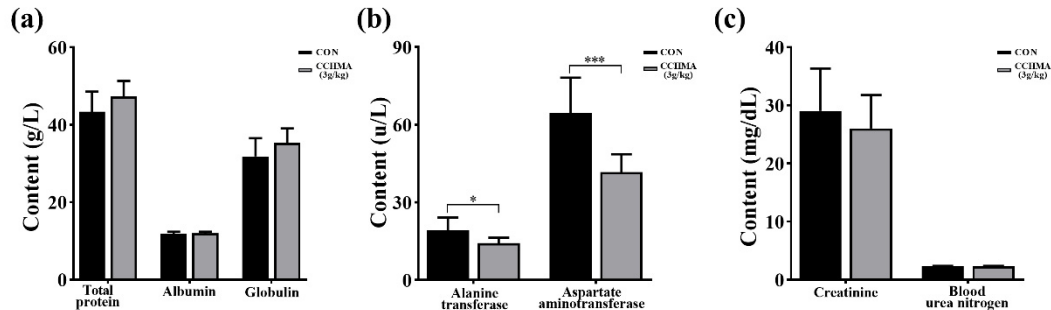 (a)
Content (g/L)
60
40
20
0
CON
CCHMA
(3g/kg)
Total
protein
Albumin
Globulin
(b)
Content (u/L)
90
60
30
0
CON
CCHMA
(3g/kg)
*
***
Alanine
transferase
Aspartate
aminotransferase
(c)
Content (mg/dL)
40
30
20
10
0
CON
CCHMA
(3g/kg)
Creatinine
Blood
urea nitrogen